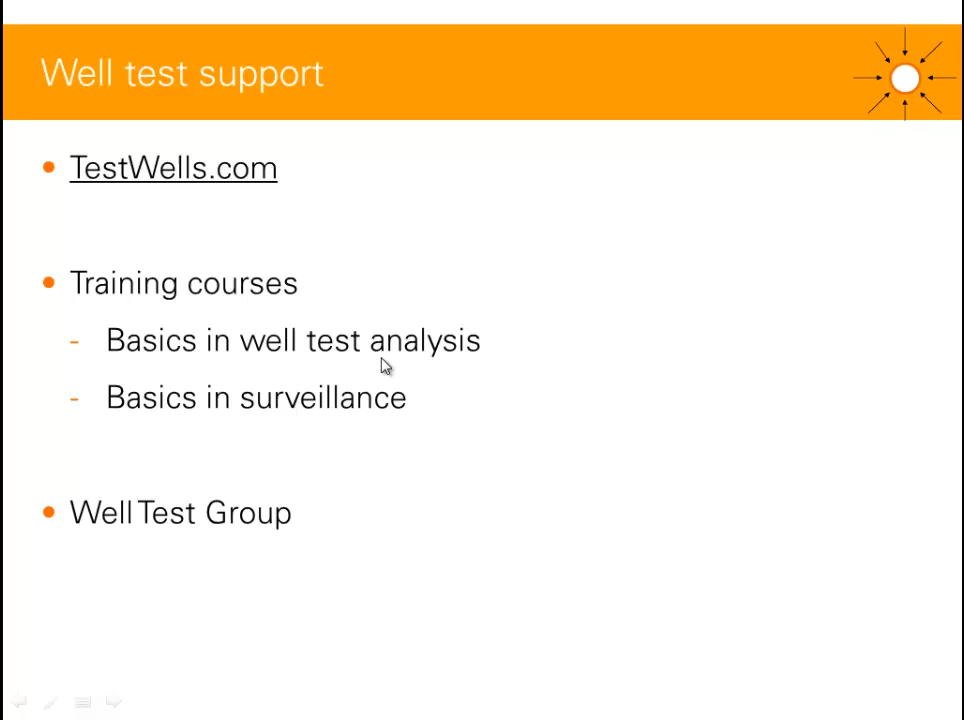 Well test support
• TestWells.com
• Training courses
- Basics in well test analysis
- Basics in surveillance
• Well Test Group